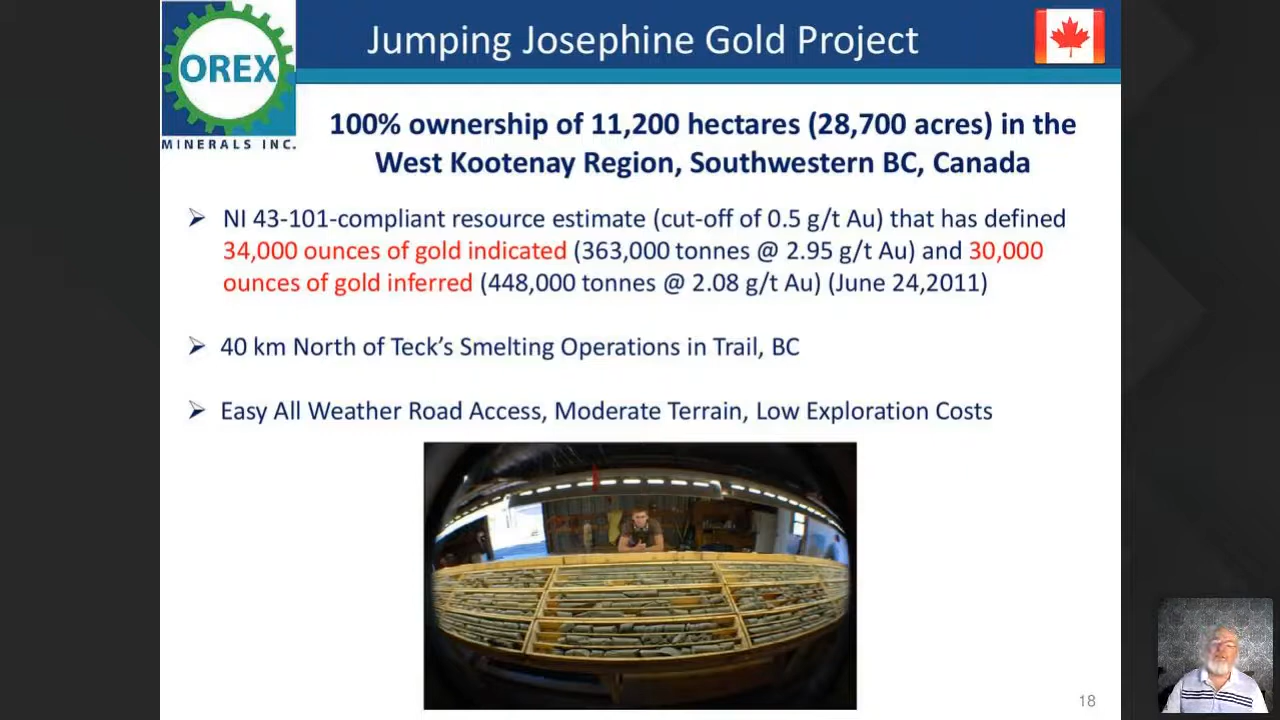 OREX
MINERALS INC.
Jumping Josephine Gold Project
100% ownership of 11,200 hectares (28,700 acres) in the
West Kootenay Region, Southwestern BC, Canada
NI 43-101-compliant resource estimate (cut-off of 0.5 g/t Au) that has defined
34,000 ounces of gold indicated (363,000 tonnes @ 2.95 g/t Au) and 30,000
ounces of gold inferred (448,000 tonnes @ 2.08 g/t Au) (June 24,2011)
40 km North of Teck’s Smelting Operations in Trail, BC
Easy All Weather Road Access, Moderate Terrain, Low Exploration Costs
18